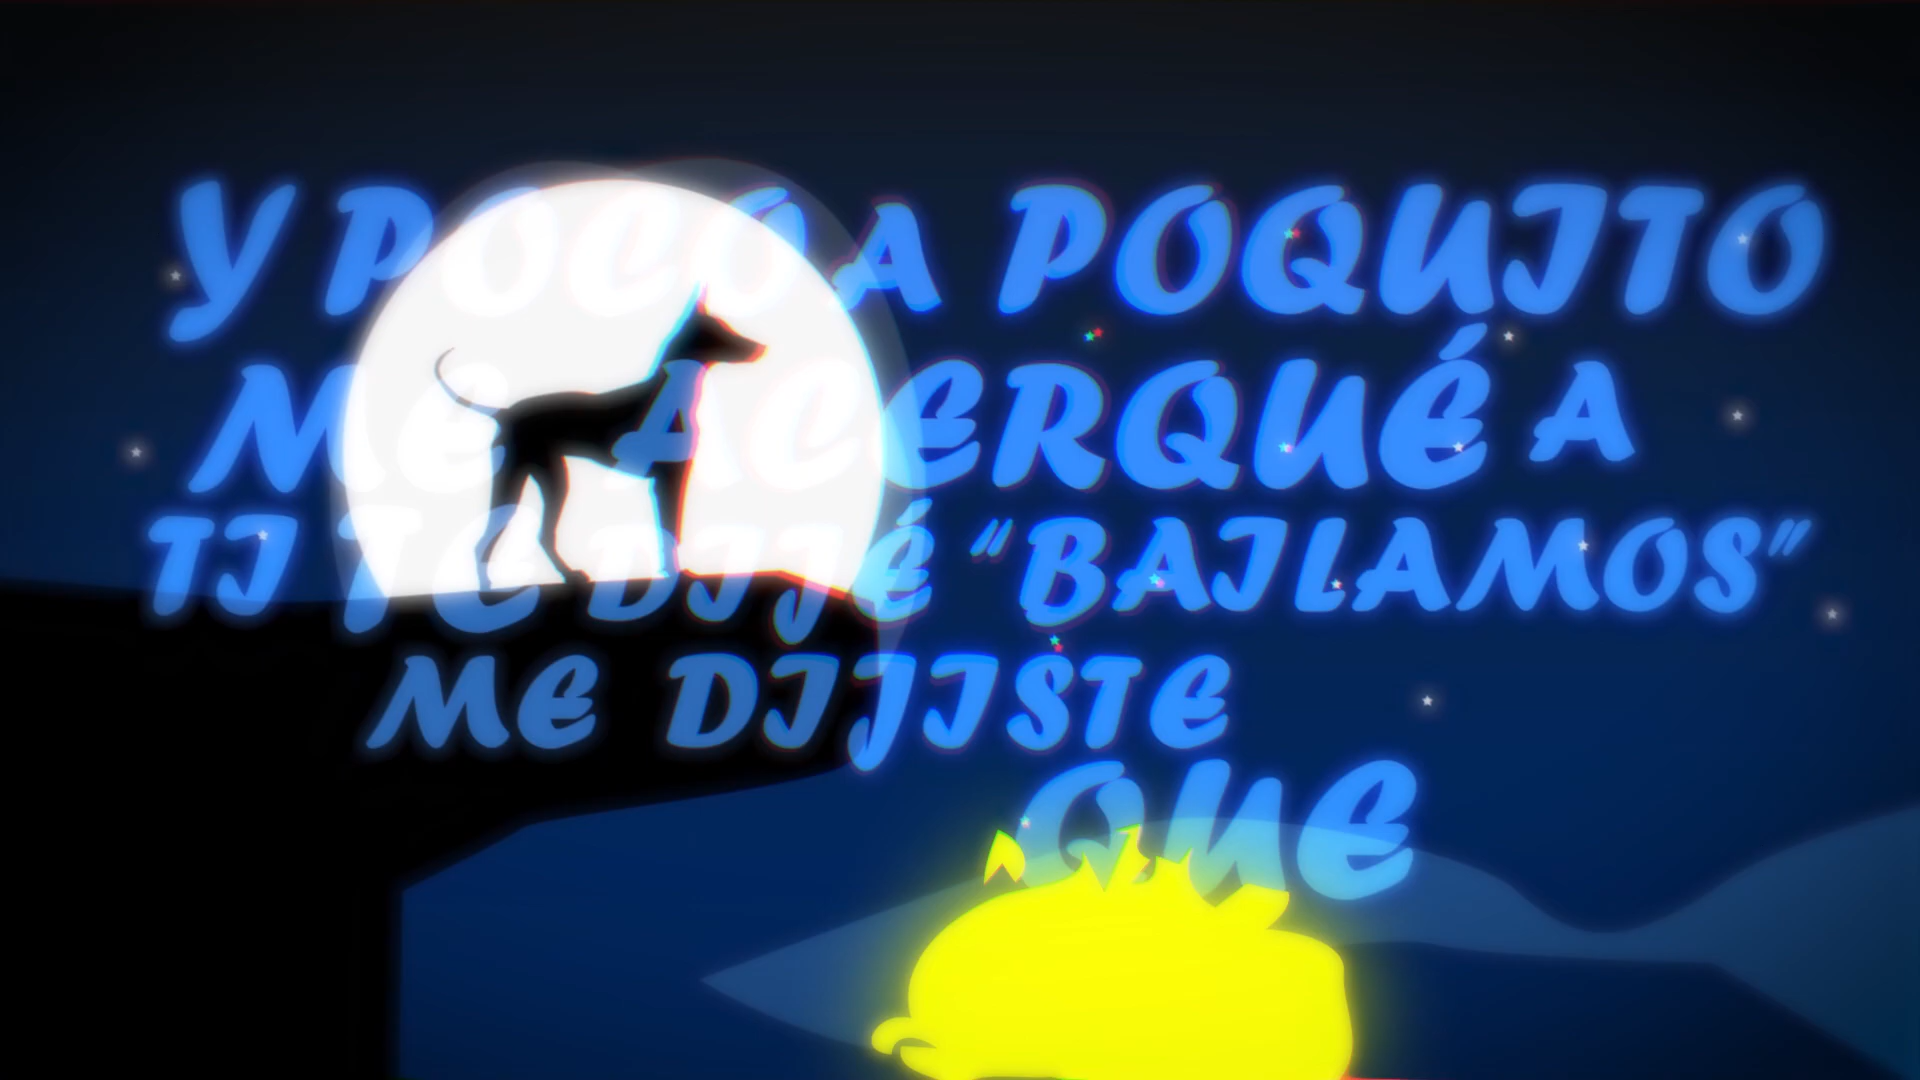 Y POCO A POQUITO
ME ACERQUÉ A
TI TE DIJÉ “BAILAMOS”
ME DIJISTE
QUE